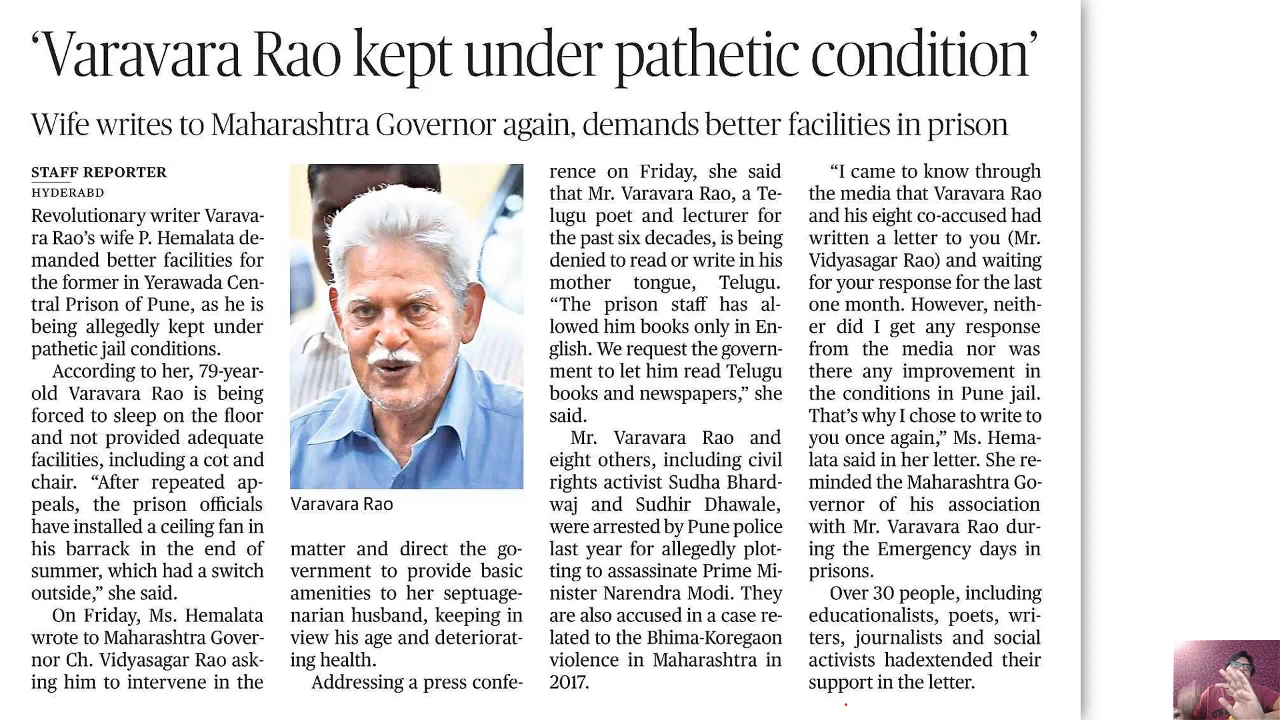 ‘Varavara Rao kept under pathetic condition’
Wife writes to Maharashtra Governor again, demands better facilities in prison
STAFF REPORTER
HYDERABD
Revolutionary writer Varava-
ra Rao’s wife P. Hemalata de-
manded better facilities for
the former in Yerawada Cen-
tral Prison of Pune, as he is
being allegedly kept under
pathetic jail conditions.
According to her, 79-year-
old Varavara Rao is being
forced to sleep on the floor
and not provided adequate
facilities, including a cot and
chair. “After repeated ap-
peals, the prison officials
have installed a ceiling fan in
his barrack in the end of
summer, which had a switch
outside,” she said.
On Friday, Ms. Hemalata
wrote to Maharashtra Gover-
nor Ch. Vidyasagar Rao ask-
ing him to intervene in the
Varavara Rao
matter and direct the go-
vernment to provide basic
amenities to her septuage-
narian husband, keeping in
view his age and deteriorat-
ing health.
Addressing a press confe-
rence on Friday, she said
that Mr. Varavara Rao, a Te-
lugu poet and lecturer for
the past six decades, is being
denied to read or write in his
mother tongue, Telugu.
“The prison staff has al-
lowed him books only in En-
glish. We request the govern-
ment to let him read Telugu
books and newspapers,” she
said.
Mr. Varavara Rao and
eight others, including civil
rights activist Sudha Bhard-
waj and Sudhir Dhawale,
were arrested by Pune police
last year for allegedly plot-
ting to assassinate Prime Mi-
nister Narendra Modi. They
are also accused in a case re-
lated to the Bhima-Koregaon
violence in Maharashtra in
2017.
“I came to know through
the media that Varavara Rao
and his eight co-accused had
written a letter to you (Mr.
Vidyasagar Rao) and waiting
for your response for the last
one month. However, neith-
er did I get any response
from the media nor was
there any improvement in
the conditions in Pune jail.
That’s why I chose to write to
you once again,” Ms. Hema-
lata said in her letter. She re-
minded the Maharashtra Go-
vernor of his association
with Mr. Varavara Rao dur-
ing the Emergency days in
prisons.
Over 30 people, including
educationalists, poets, wri-
ters, journalists and social
activists hadextended their
support in the letter.